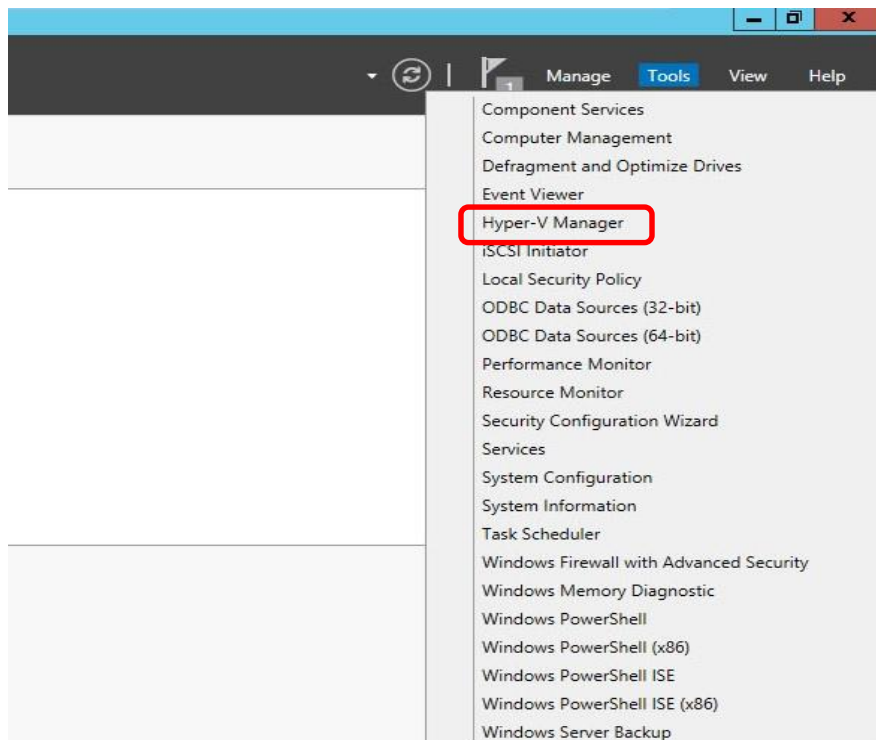 1
Manage Tools View Help
Component Services
Computer Management
Defragment and Optimize Drives
Event Viewer
Hyper-V Manager
iSCSI Initiator
Local Security Policy
ODBC Data Sources (32-bit)
ODBC Data Sources (64-bit)
Performance Monitor
Resource Monitor
Security Configuration Wizard
Services
System Configuration
System Information
Task Scheduler
Windows Firewall with Advanced Security
Windows Memory Diagnostic
Windows PowerShell
Windows PowerShell (x86)
Windows PowerShell ISE
Windows PowerShell ISE (x86)
Windows Server Backup